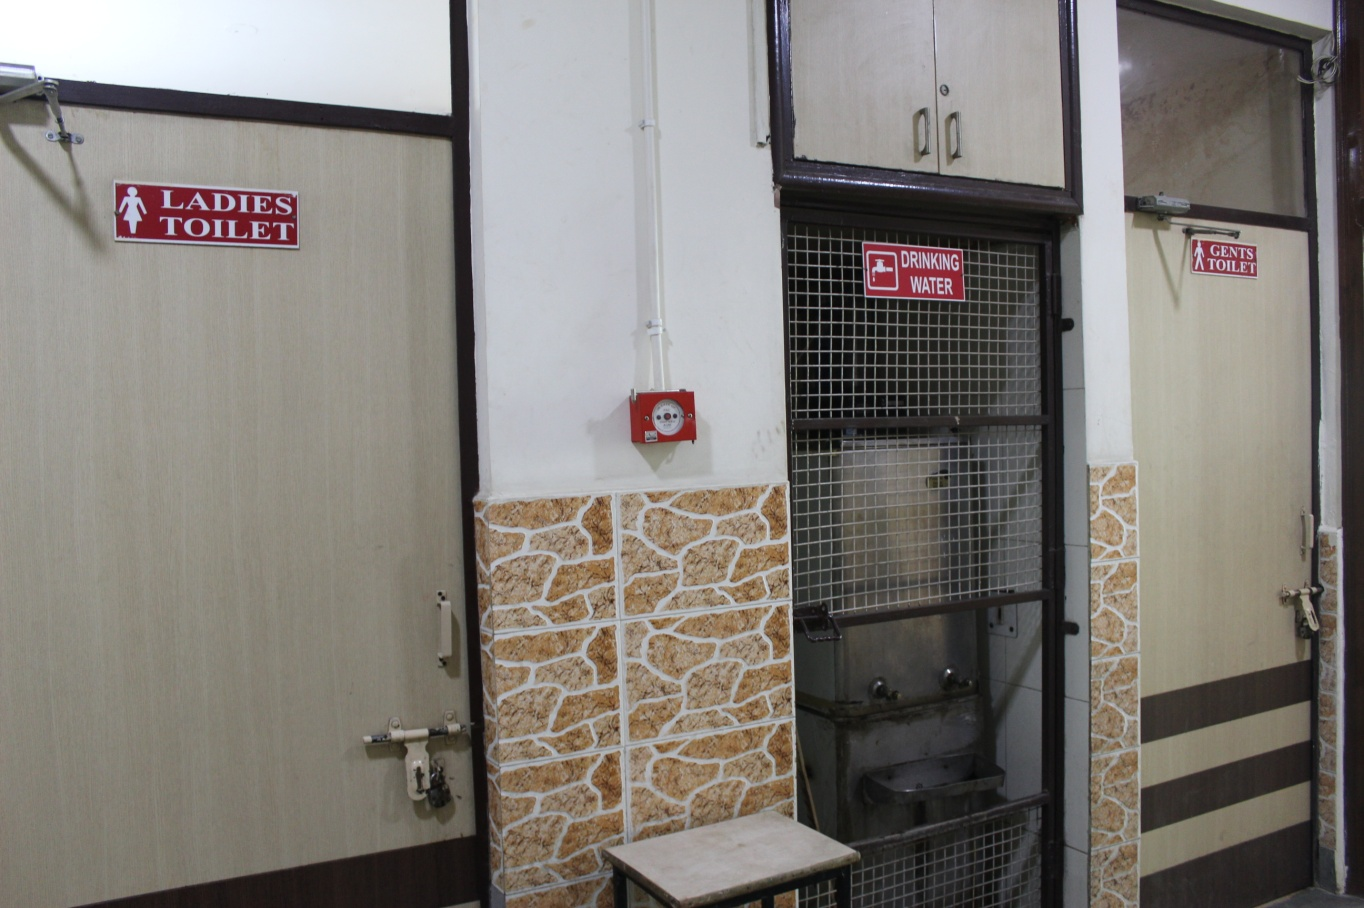 LADIES
TOILET
DRINKING
WATER
GENTS
TOILET